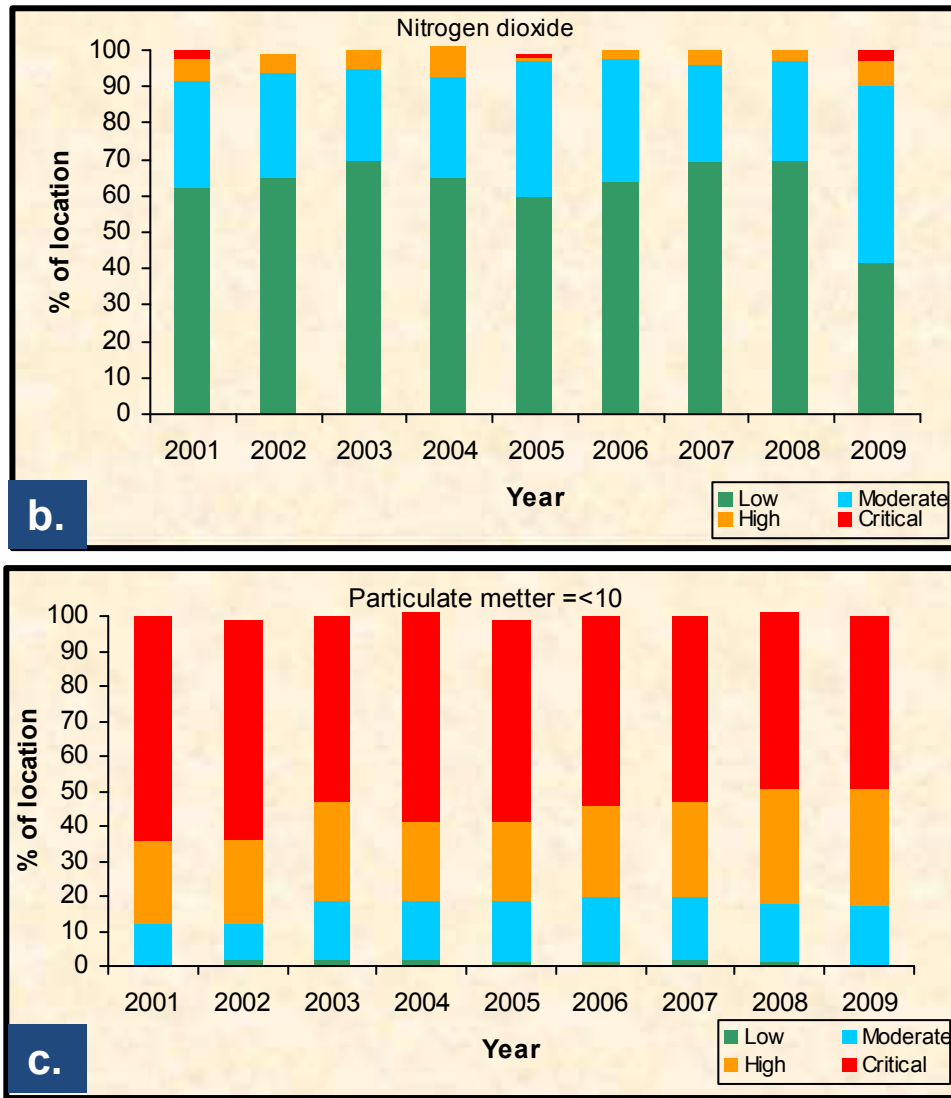 Nitrogen dioxide
100
90
80
70
60
50
40
30
20
10
0
% of location
2001 2002 2003 2004 2005 2006 2007 2008 2009
Year
Low Moderate
High Critical
b.
Particulate metter =<10
100
90
80
70
60
50
40
30
20
10
0
% of location
2001 2002 2003 2004 2005 2006 2007 2008 2009
Year
Low Moderate
High Critical
c.